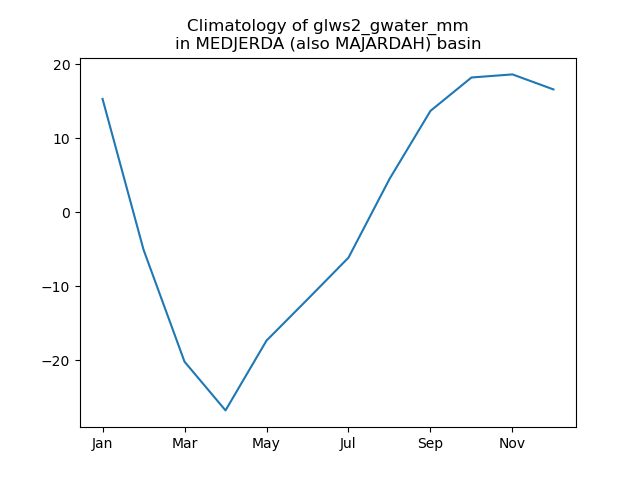 Climatology of glws2_gwater_mm
in MEDJERDA (also MAJARDAH) basin
20
10
0
−10
−20
Jan Mar May Jul Sep Nov